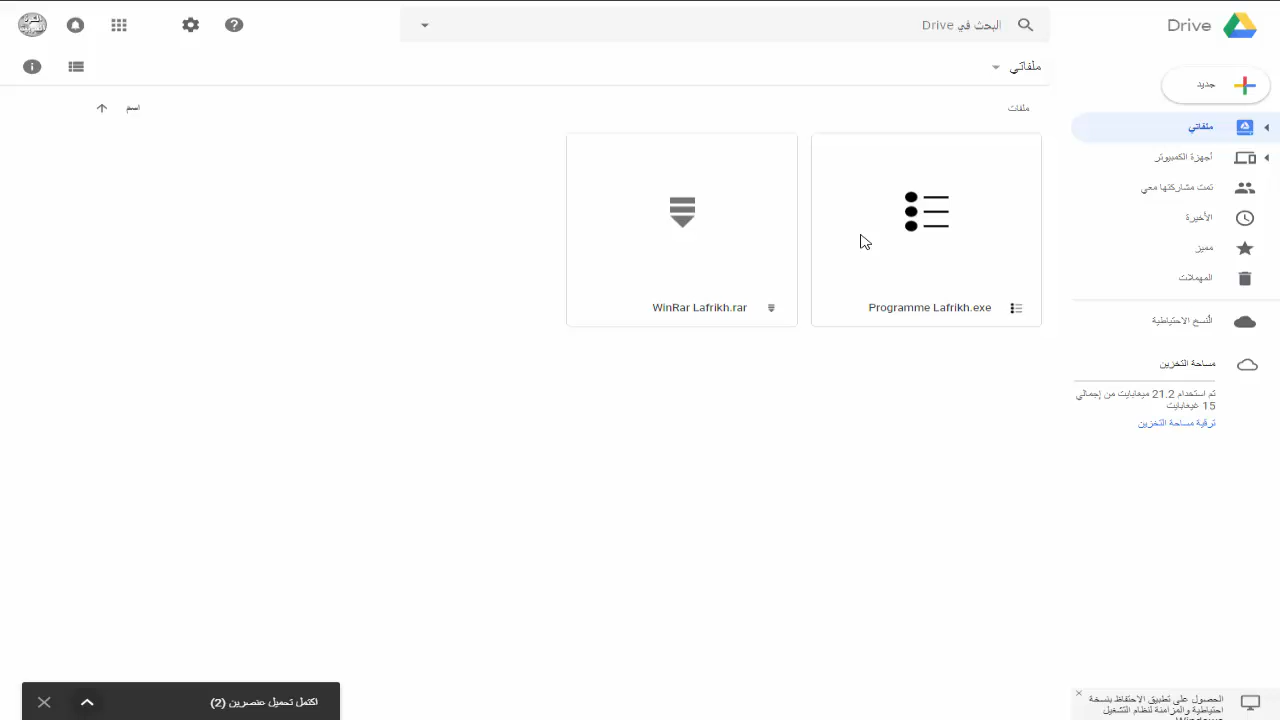 Drive
البحث في Drive
جديد
ملفاتي
ملفاتي
أجهزة الكمبيوتر
تمت مشاركتها معي
الأخيرة
مميز
المهملات
النسخ الاحتياطية
مساحة التخزين
تم استخدام 21.2 ميغابايت من إجمالي
15 غيغابايت
ترقية مساحة التخزين
ملفات
اسم
Programme Lafrikh.exe
WinRar Lafrikh.rar
الحصول على تطبيق الاحتفاظ بنسخة
احتياطية والمزامنة لنظام التشغيل
Windows
اكتمل تحميل عنصرين (2)